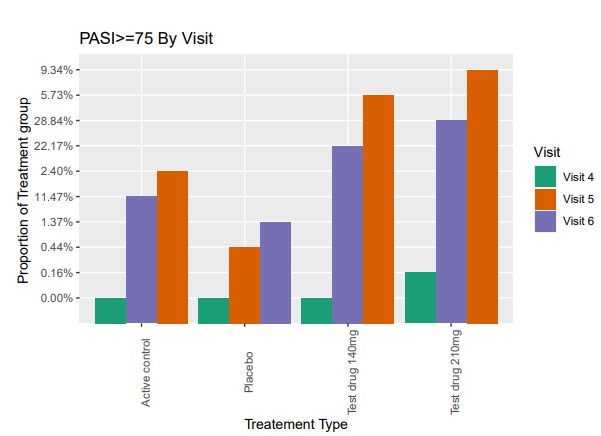 PASI>=75 By Visit
Proportion of Treatment group
9.34%
5.73%
28.84%
22.17%
2.40%
11.47%
1.37%
0.44%
0.16%
0.00%
Active control
Placebo
Test drug 140mg
Test drug 210mg
Treatement Type
Visit
Visit 4
Visit 5
Visit 6